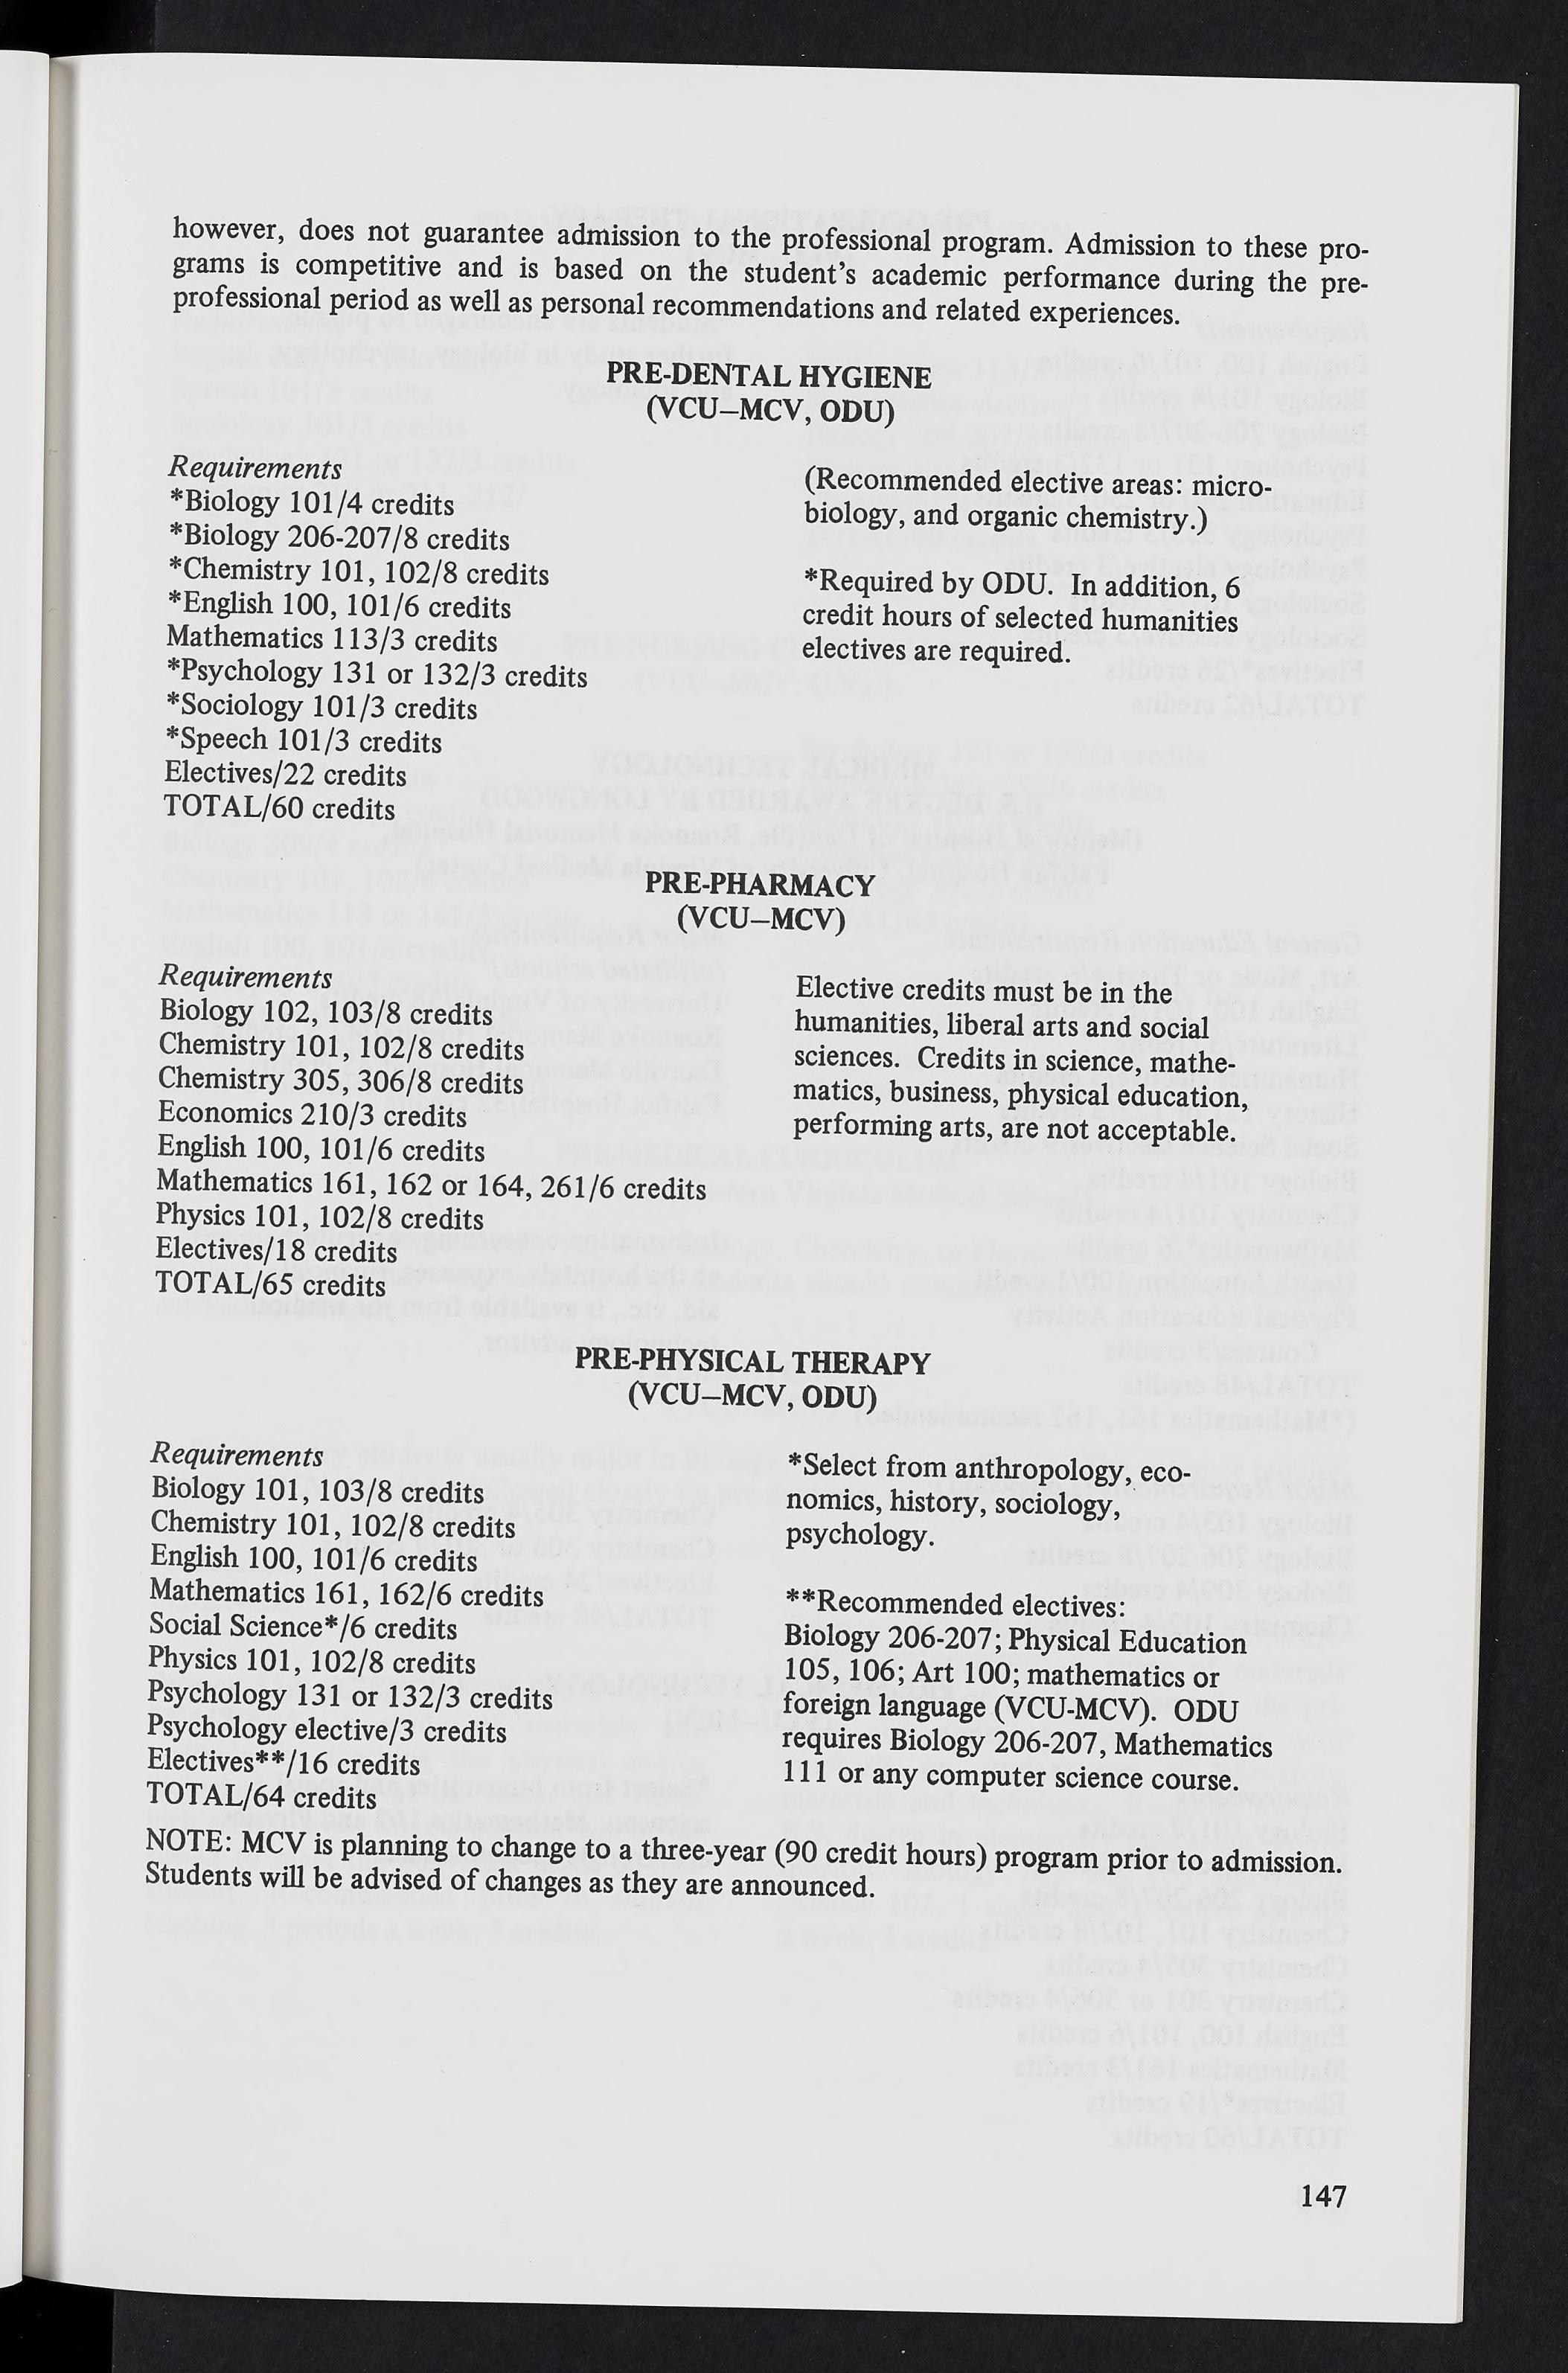 however, does not guarantee admission to the professional program. Admission to these pro-
grams is competitive and is based on the student's academic performance during the pre-
professional period as well as personal recommendations and related experiences.
PRE-DENTAL HYGIENE
(VCU–MCV, ODU)
Requirements
*Biology 101/4 credits
*Biology 206-207/8 credits
*Chemistry 101, 102/8 credits
*English 100, 101/6 credits
Mathematics 113/3 credits
*Psychology 131 or 132/3 credits
*Sociology 101/3 credits
*Speech 101/3 credits
Electives/22 credits
TOTAL/60 credits
(Recommended elective areas: micro-
biology, and organic chemistry.)
*Required by ODU. In addition, 6
credit hours of selected humanities
electives are required.
PRE-PHARMACY
(VCU–MCV)
Requirements
Biology 102, 103/8 credits
Chemistry 101, 102/8 credits
Chemistry 305, 306/8 credits
Economics 210/3 credits
English 100, 101/6 credits
Mathematics 161, 162 or 164, 261/6 credits
Physics 101, 102/8 credits
Electives/18 credits
TOTAL/65 credits
Elective credits must be in the
humanities, liberal arts and social
sciences. Credits in science, mathe-
matics, business, physical education,
performing arts, are not acceptable.
PRE-PHYSICAL THERAPY
(VCU–MCV, ODU)
Requirements
Biology 101, 103/8 credits
Chemistry 101, 102/8 credits
English 100, 101/6 credits
Mathematics 161, 162/6 credits
Social Science*/6 credits
Physics 101, 102/8 credits
Psychology 131 or 132/3 credits
Psychology elective/3 credits
Electives**/16 credits
TOTAL/64 credits
*Select from anthropology, eco-
nomics, history, sociology,
psychology.
**Recommended electives:
Biology 206-207; Physical Education
105, 106; Art 100; mathematics or
foreign language (VCU-MCV). ODU
requires Biology 206-207, Mathematics
111 or any computer science course.
NOTE: MCV is planning to change to a three-year (90 credit hours) program prior to admission.
Students will be advised of changes as they are announced.
147